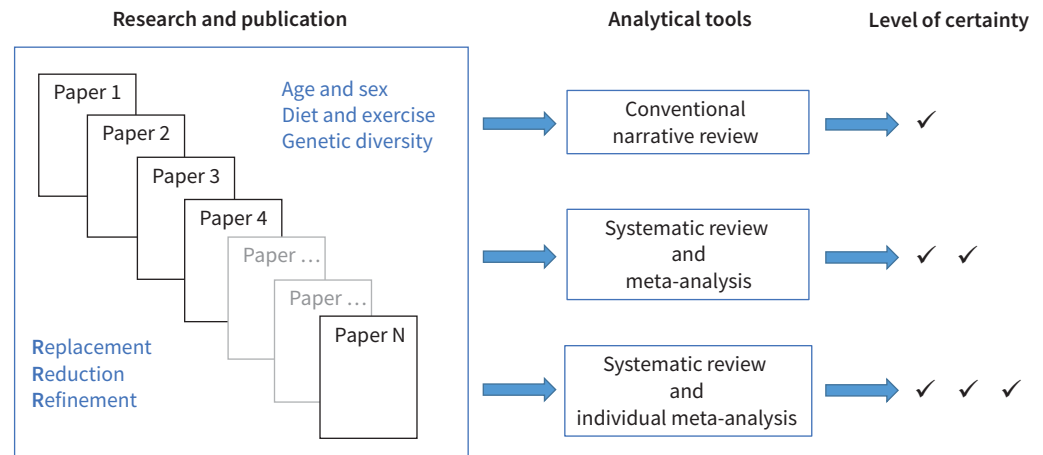 Research and publication
Analytical tools
Level of certainty
Paper 1
Paper 2
Paper 3
Paper 4
Paper ...
Paper ...
Paper N
Age and sex
Diet and exercise
Genetic diversity
Replacement
Reduction
Refinement
Conventional
narrative review
✓
Systematic review
and
meta-analysis
✓ ✓
Systematic review
and
individual meta-analysis
✓ ✓ ✓